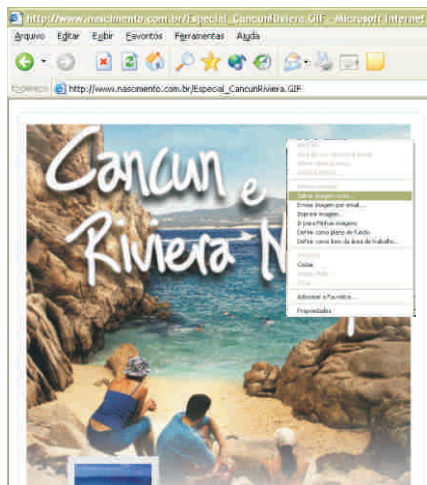 http://www.nascimento.com.br/Especial_CancunRiviera.GIF - Microsoft Internet
Arquivo Editar Exibir Favoritos Ferramentas Ajuda
http://www.nascimento.com.br/Especial_CancunRiviera.GIF
Cancun e
Riviera
Salvar imagem como...
Enviar imagem por email...
Imprimir imagem...
Ir para Minhas imagens
Definir como plano de fundo
Definir como item da área de trabalho...
Copiar
Adicionar a Favoritos...
Propriedades